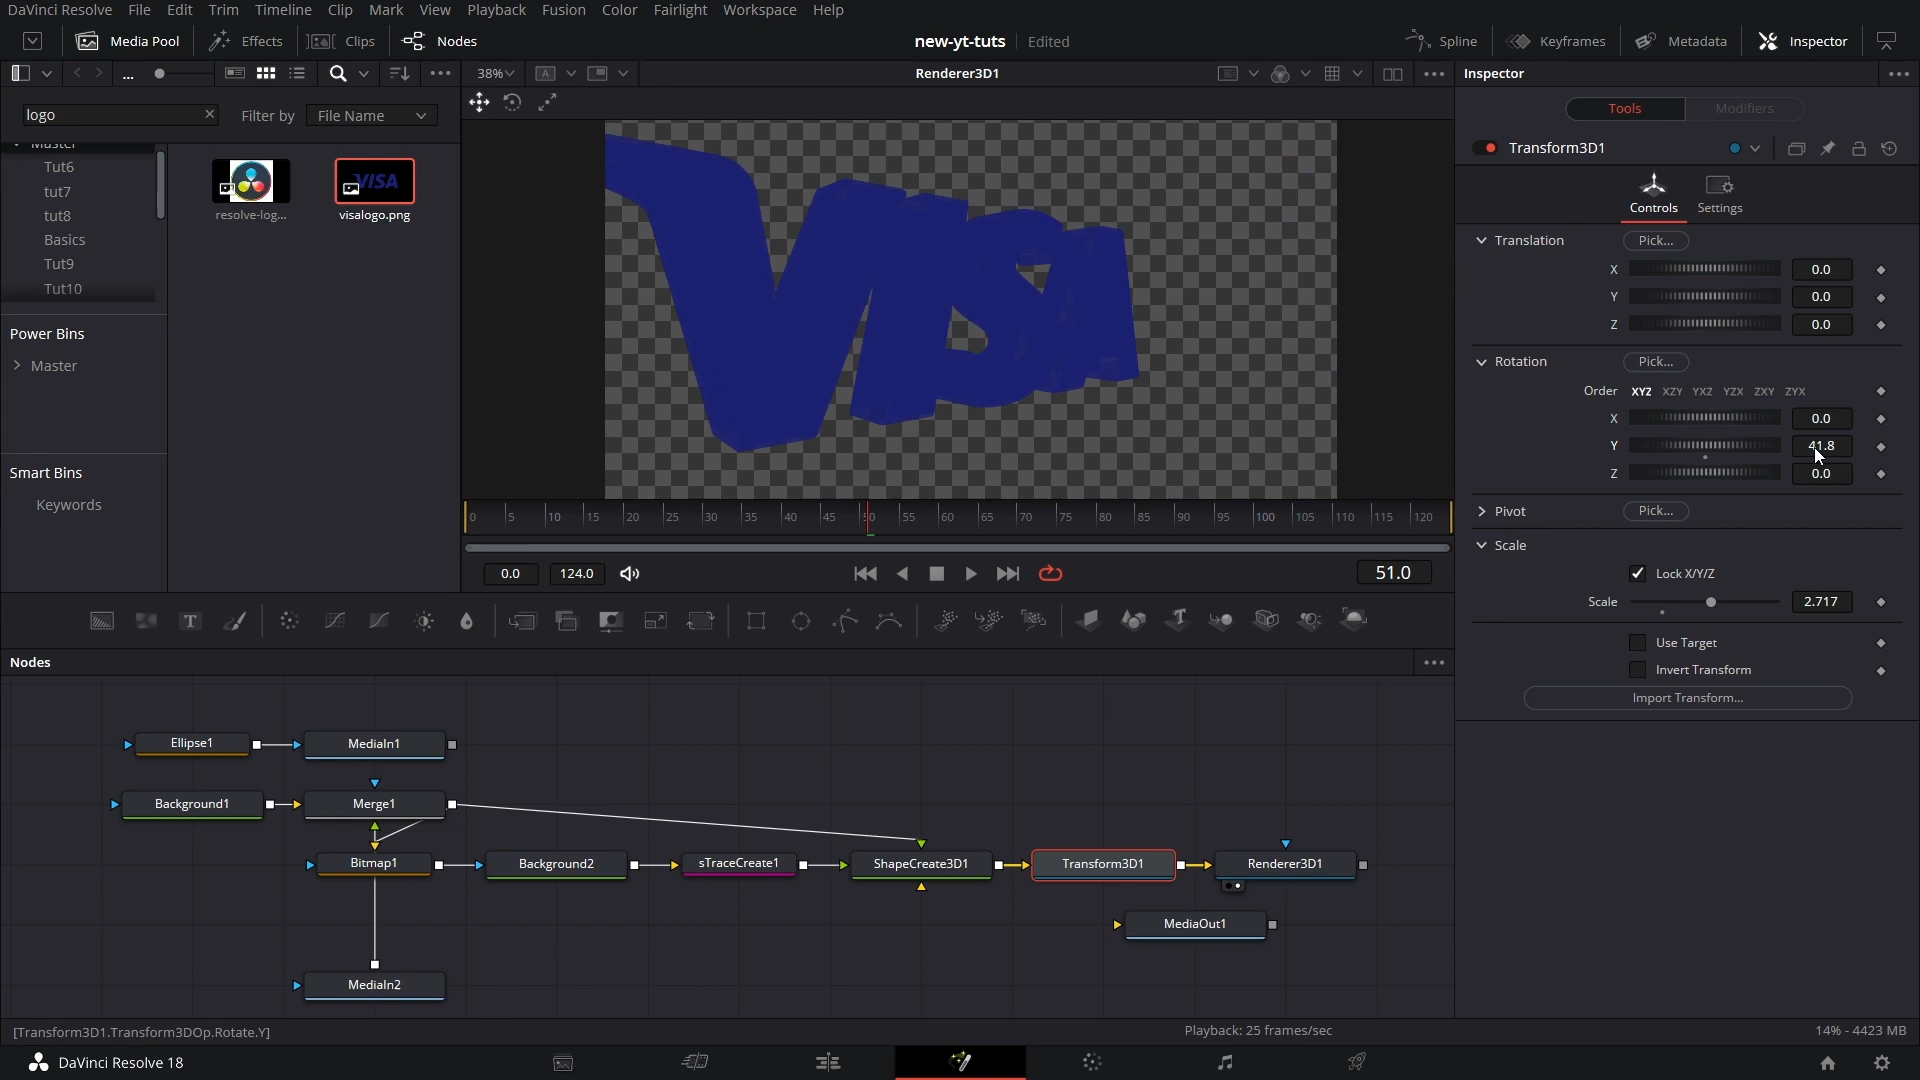 DaVinci Resolve File Edit Trim Timeline Clip Mark View Playback Fusion Color Fairlight Workspace Help
Media Pool Effects Clips Nodes new-yt-tuts Edited Spline Keyframes Metadata Inspector
... 38% A Renderer3D1 Inspector
logo Filter by File Name Tools Modifiers
Master
Tut6
tut7
tut8
Basics
Tut9
Tut10
VISA
resolve-log... visalogo.png
Power Bins
Master
Smart Bins
Keywords
VISA
Transform3D1
Controls Settings
Translation Pick...
X 0.0
Y 0.0
Z 0.0
Rotation Pick...
Order XYZ XZY YXZ YZX ZXY ZYX
X 0.0
Y 41.8
Z 0.0
Pivot Pick...
Scale
Lock X/Y/Z
Scale 2.717
Use Target
Invert Transform
Import Transform...
0 5 10 15 20 25 30 35 40 45 50 55 60 65 70 75 80 85 90 95 100 105 110 115 120
0.0 124.0 51.0
Nodes
Ellipse1 MediaIn1
Background1 Merge1
Bitmap1 Background2 sTraceCreate1 ShapeCreate3D1 Transform3D1 Renderer3D1
MediaOut1
MediaIn2
[Transform3D1.Transform3DOp.Rotate.Y] Playback: 25 frames/sec 14% - 4423 MB
DaVinci Resolve 18